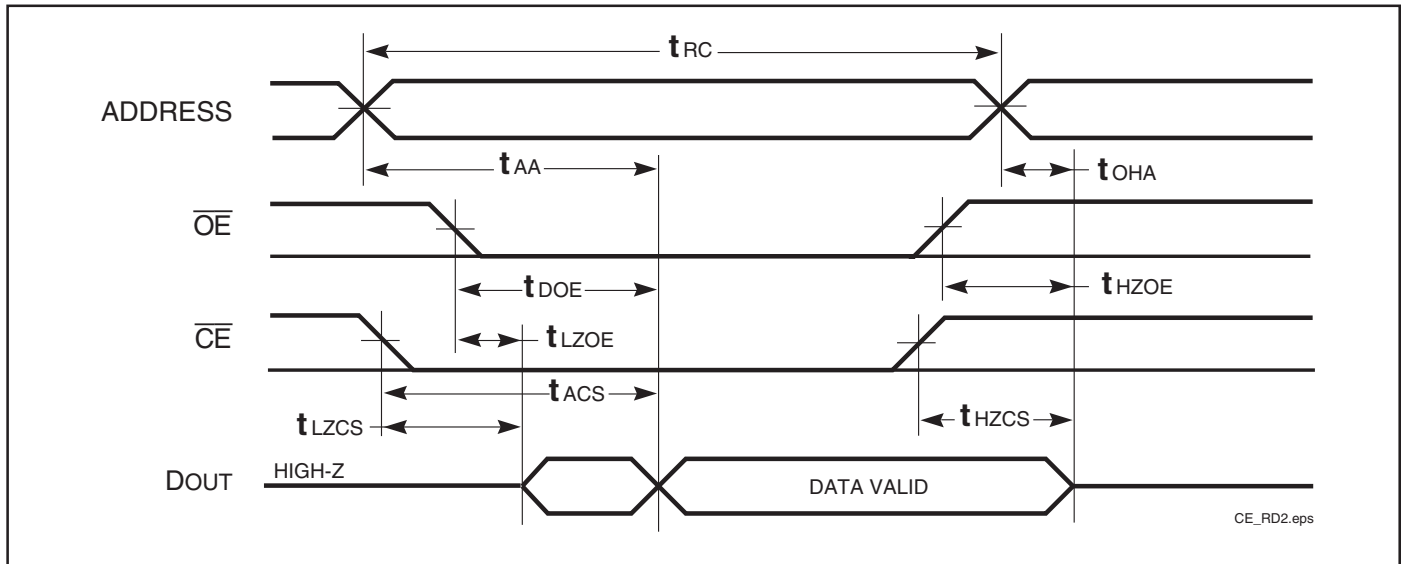 tRC
ADDRESS
tAA
tOHA
OE
tDOE
tHZOE
CE
tLZOE
tACS
tLZCS
tHZCS
DOUT
HIGH-Z
DATA VALID
CE_RD2.eps